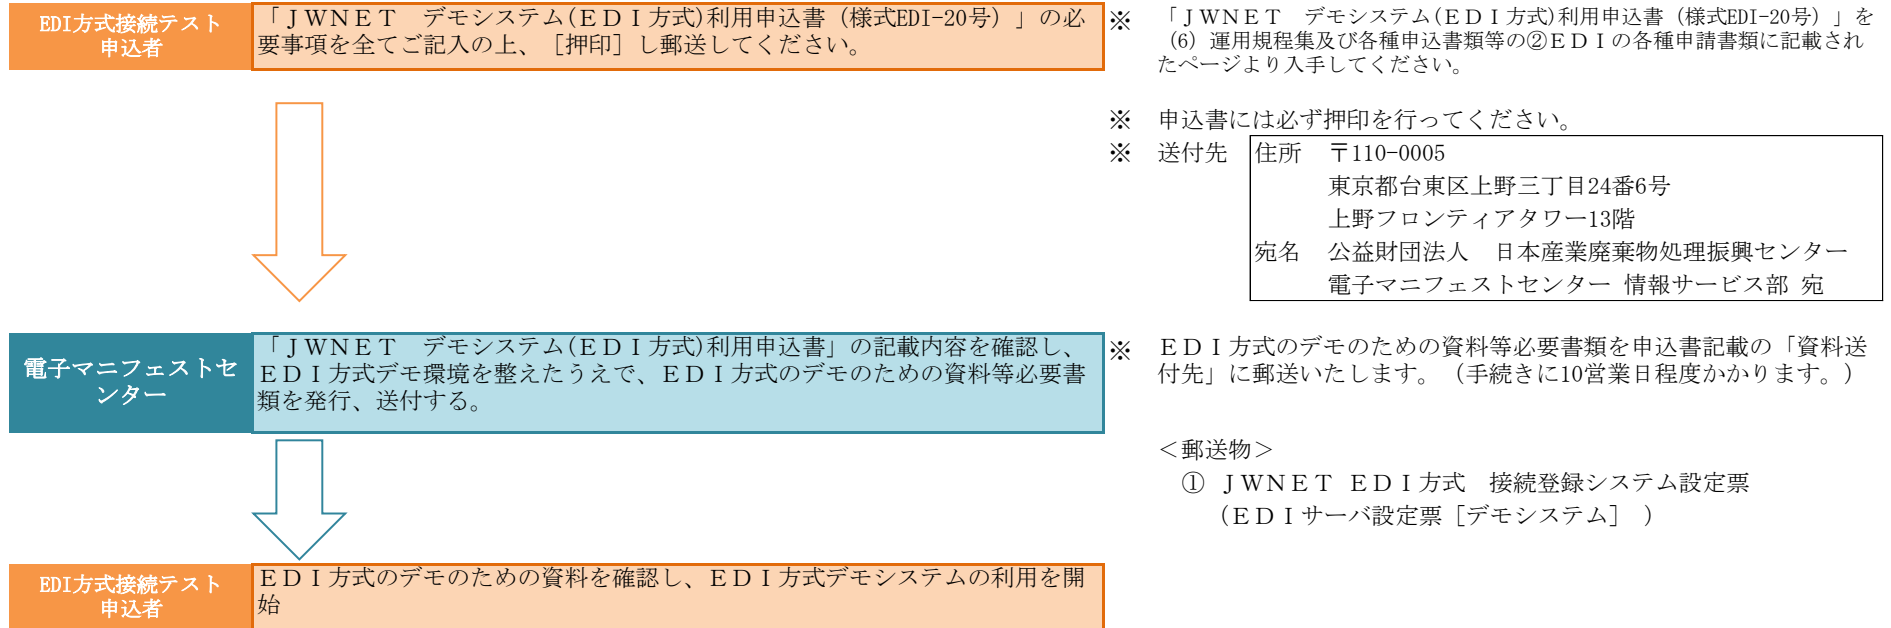 EDI方式接続テスト
申込者
「ＪＷＮＥＴ　デモシステム(ＥＤＩ方式)利用申込書（様式EDI-20号）」の必
要事項を全てご記入の上、［押印］し郵送してください。
※　「ＪＷＮＥＴ　デモシステム(ＥＤＩ方式)利用申込書（様式EDI-20号）」を
（6）運用規程集及び各種申込書類等の②ＥＤＩの各種申請書類に記載され
たページより入手してください。
※　申込書には必ず押印を行ってください。
※　送付先　住所　〒110-0005
東京都台東区上野三丁目24番6号
上野フロンティアタワー13階
宛名　公益財団法人　日本産業廃棄物処理振興センター
電子マニフェストセンター 情報サービス部 宛
電子マニフェストセ
ンター
「ＪＷＮＥＴ　デモシステム(ＥＤＩ方式)利用申込書」の記載内容を確認し、
ＥＤＩ方式デモ環境を整えたうえで、ＥＤＩ方式のデモのための資料等必要書
類を発行、送付する。
※　ＥＤＩ方式のデモのための資料等必要書類を申込書記載の「資料送
付先」に郵送いたします。（手続きに10営業日程度かかります。）
＜郵送物＞
①　ＪＷＮＥＴ ＥＤＩ方式　接続登録システム設定票
（ＥＤＩサーバ設定票［デモシステム］ ）
EDI方式接続テスト
申込者
ＥＤＩ方式のデモのための資料を確認し、ＥＤＩ方式デモシステムの利用を開
始